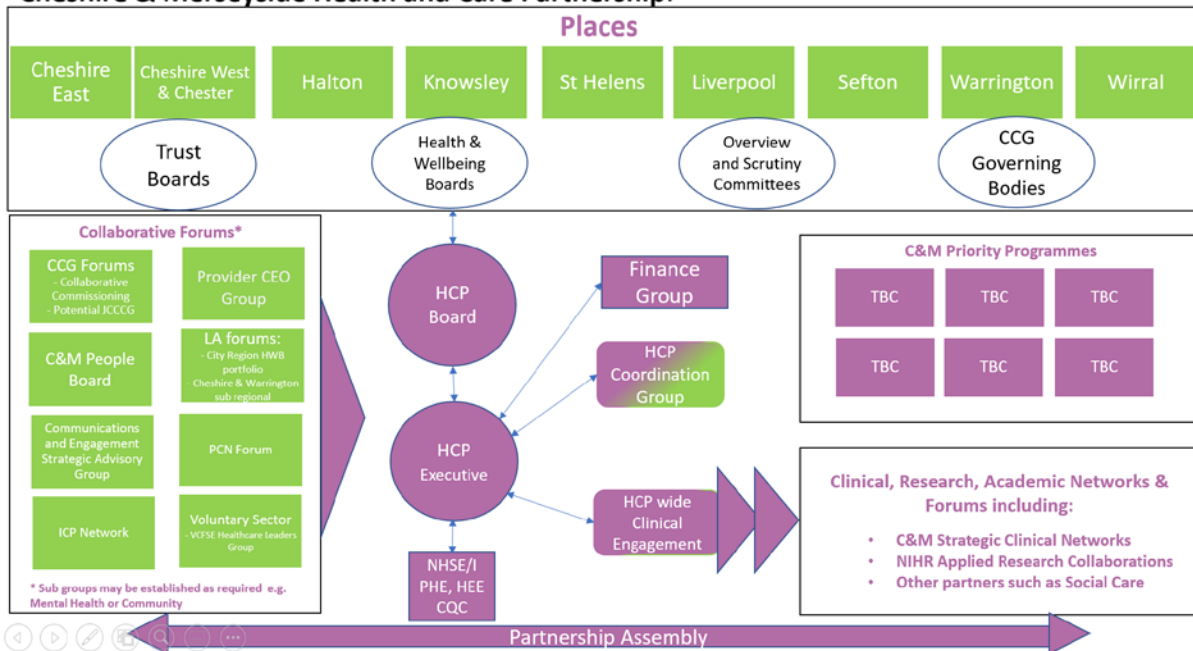 Cheshire & Merseyside Health and Care Partnership.
Places
Cheshire
East
Cheshire West
& Chester
Halton
Knowsley
St Helens
Liverpool
Sefton
Warrington
Wirral
Trust
Boards
Health &
Wellbeing
Boards
Overview
and Scrutiny
Committees
CCG
Governing
Bodies
Collaborative Forums*
CCG Forums
- Collaborative
Commissioning
- Potential JCCCG
Provider CEO
Group
C&M People
Board
LA forums:
- City Region HWB
portfolio
- Cheshire & Warrington
sub regional
Communications
and Engagement
Strategic Advisory
Group
PCN Forum
ICP Network
Voluntary Sector
- VCFSE Healthcare Leaders
Group
* Sub groups may be established as required e.g.
Mental Health or Community
HCP
Board
HCP
Executive
NHSE/I
PHE, HEE
CQC
Finance
Group
HCP
Coordination
Group
HCP wide
Clinical
Engagement
C&M Priority Programmes
TBC
TBC
TBC
TBC
TBC
TBC
Clinical, Research, Academic Networks &
Forums including:
• C&M Strategic Clinical Networks
• NIHR Applied Research Collaborations
• Other partners such as Social Care
Partnership Assembly